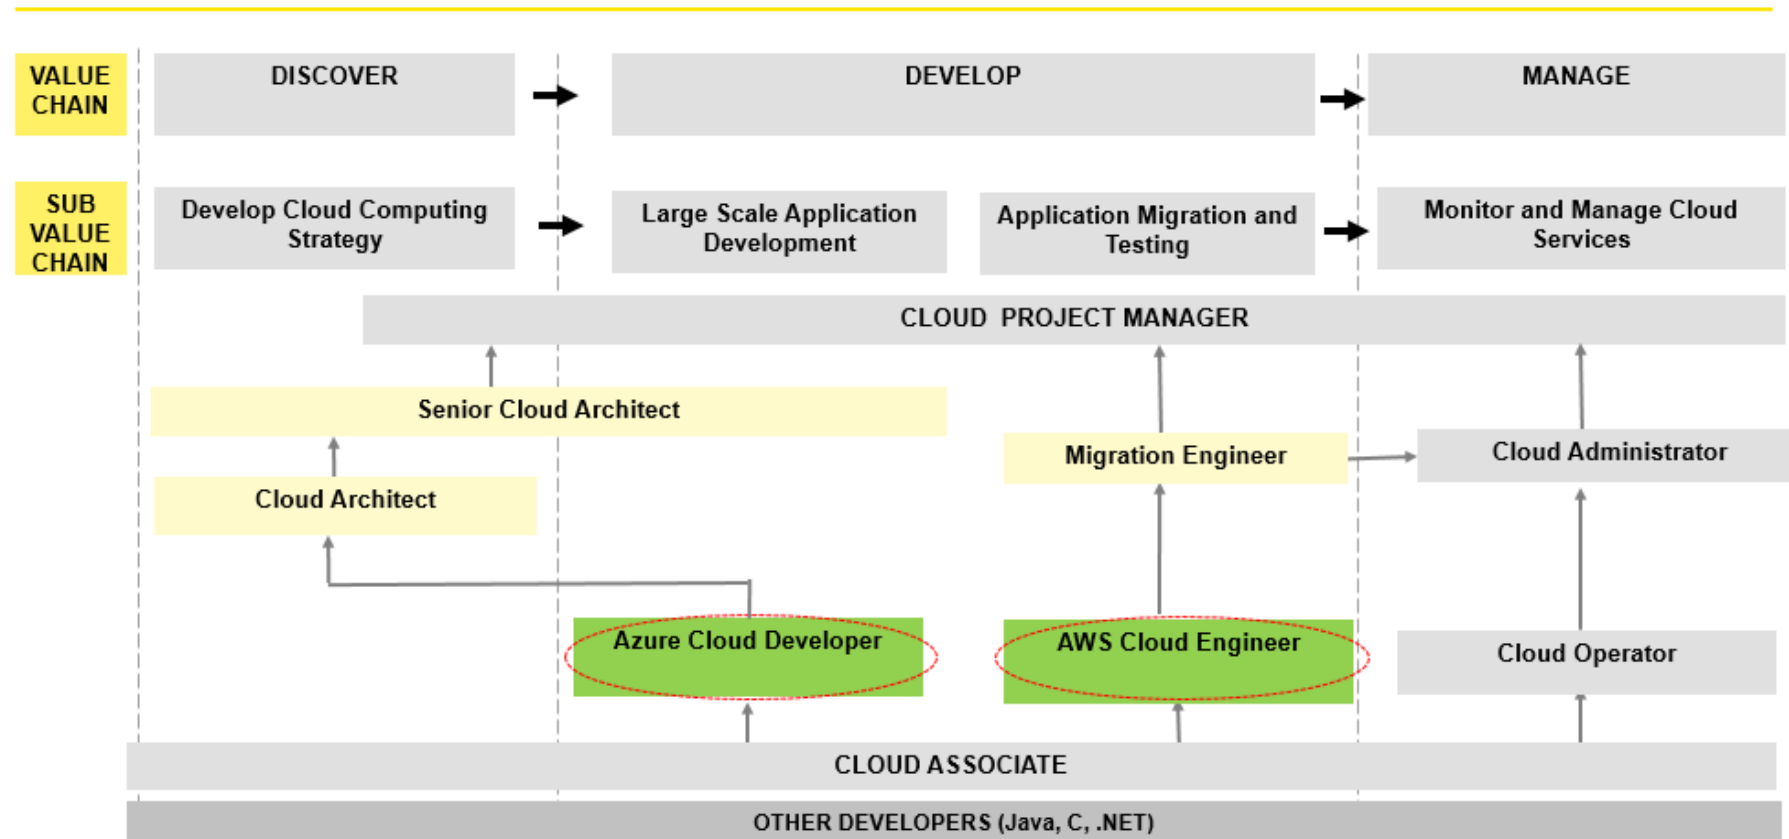 VALUE
CHAIN
DISCOVER
DEVELOP
MANAGE
SUB
VALUE
CHAIN
Develop Cloud Computing
Strategy
Large Scale Application
Development
Application Migration and
Testing
Monitor and Manage Cloud
Services
CLOUD  PROJECT MANAGER
Senior Cloud Architect
Migration Engineer
Cloud Administrator
Cloud Architect
Azure Cloud Developer
AWS Cloud Engineer
Cloud Operator
CLOUD ASSOCIATE
OTHER DEVELOPERS (Java, C, .NET)